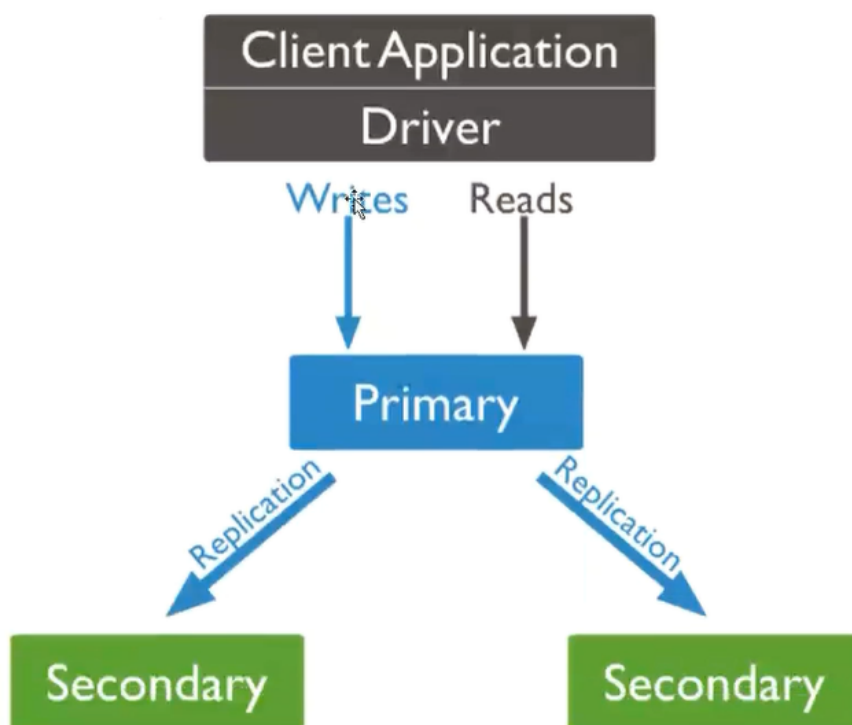 Client Application
Driver
Writes
Reads
Primary
Replication
Replication
Secondary
Secondary